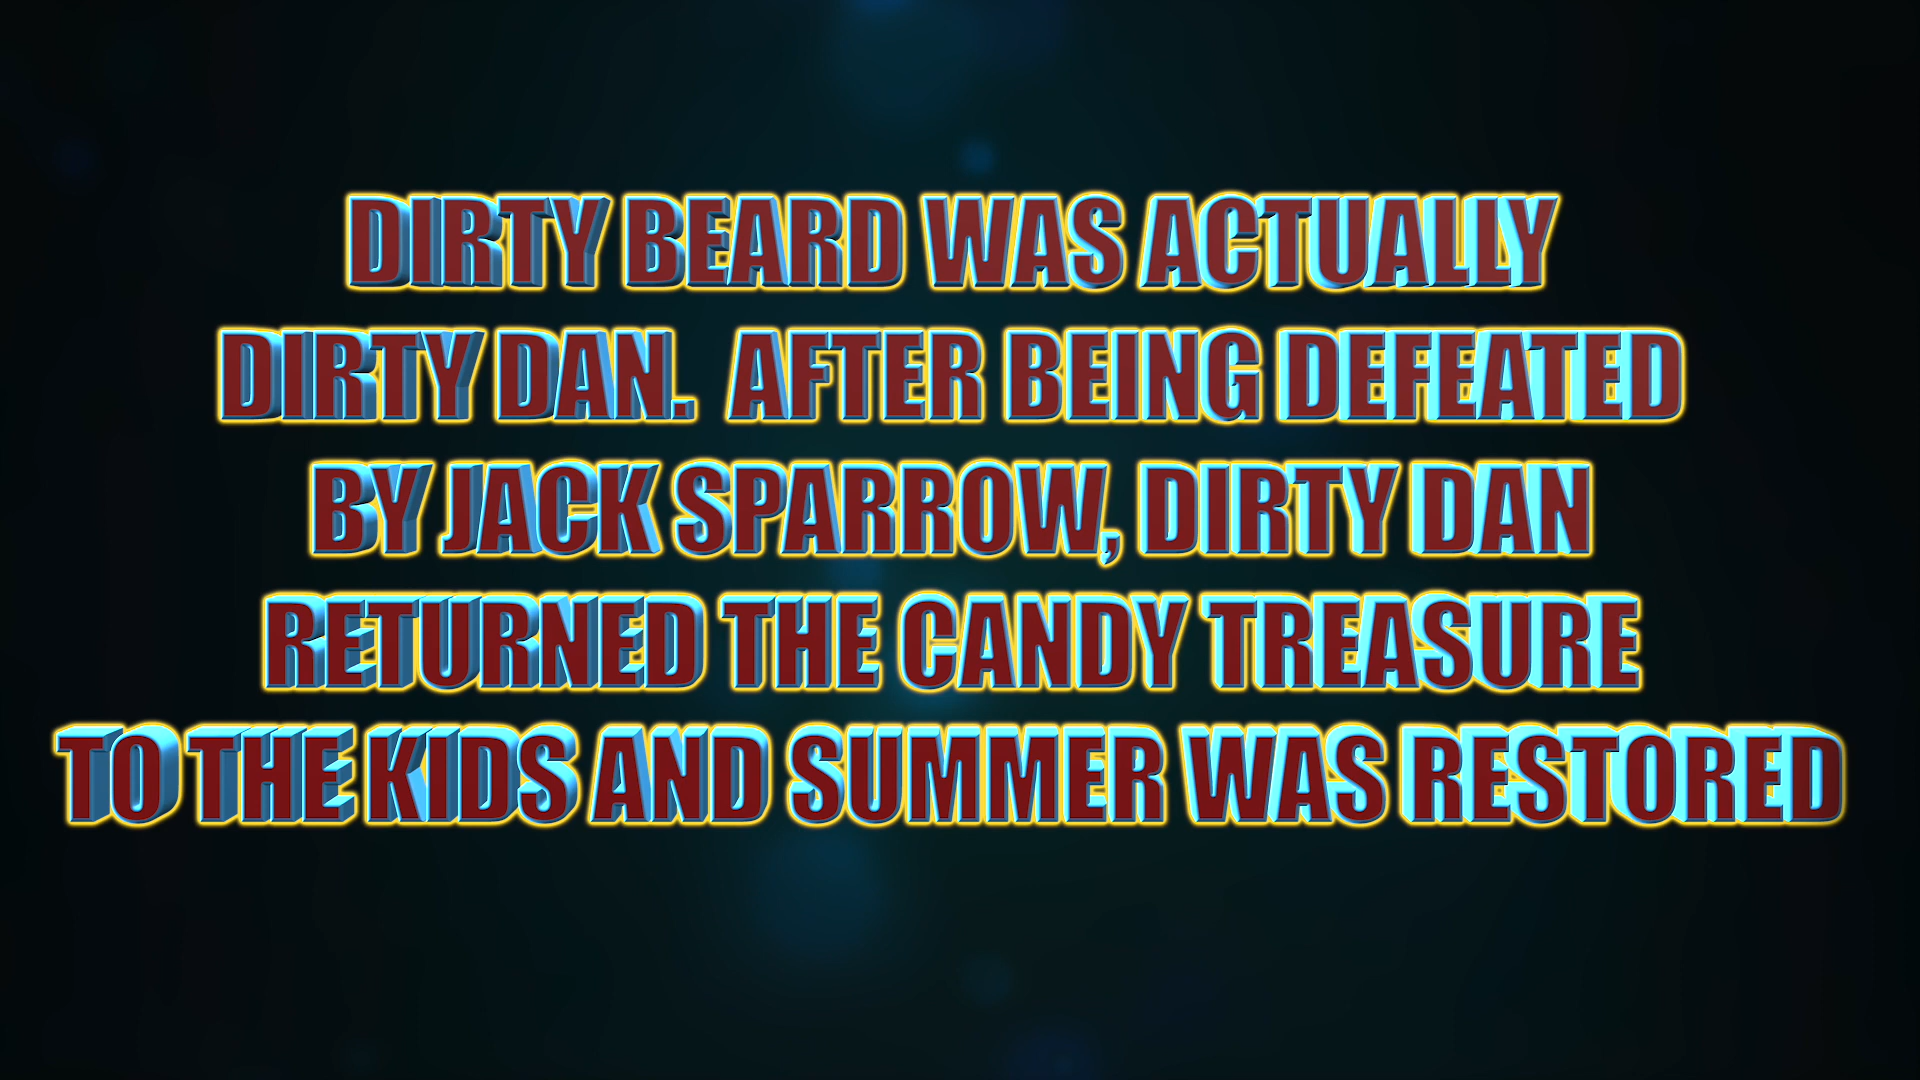 DIRTY BEARD WAS ACTUALLY
DIRTY DAN.  AFTER BEING DEFEATED
BY JACK SPARROW, DIRTY DAN
RETURNED THE CANDY TREASURE
TO THE KIDS AND SUMMER WAS RESTORED